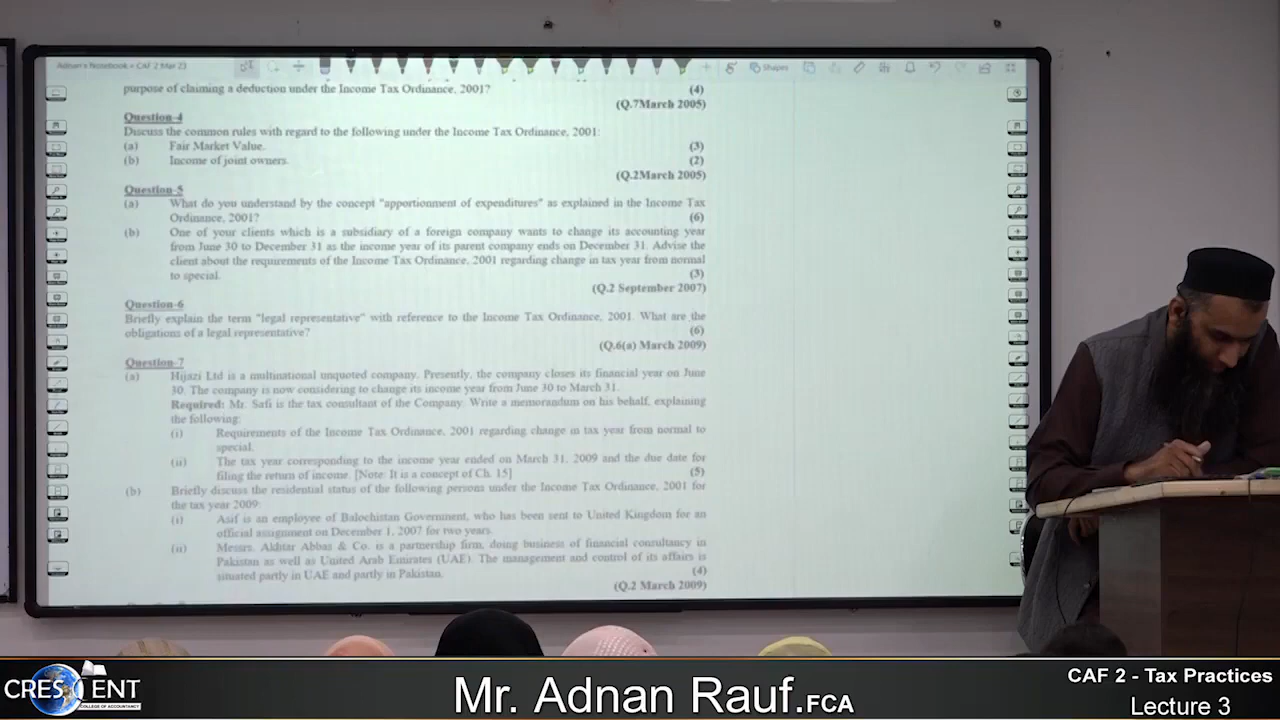 Adnan's Notebook • CAF 2 Mar 23
Shapes
purpose of claiming a deduction under the Income Tax Ordinance, 2001? (4)
(Q.7March 2005)
Question-4
Discuss the common rules with regard to the following under the Income Tax Ordinance, 2001:
(a) Fair Market Value. (3)
(b) Income of joint owners. (2)
(Q.2March 2005)
Question-5
(a) What do you understand by the concept "apportionment of expenditures" as explained in the Income Tax
Ordinance, 2001? (6)
(b) One of your clients which is a subsidiary of a foreign company wants to change its accounting year
from June 30 to December 31 as the income year of its parent company ends on December 31. Advise the
client about the requirements of the Income Tax Ordinance, 2001 regarding change in tax year from normal
to special. (3)
(Q.2 September 2007)
Question-6
Briefly explain the term "legal representative" with reference to the Income Tax Ordinance, 2001. What are the
obligations of a legal representative? (6)
(Q.6(a) March 2009)
Question-7
(a) Hijazi Ltd is a multinational unquoted company. Presently, the company closes its financial year on June
30. The company is now considering to change its income year from June 30 to March 31.
Required: Mr. Safi is the tax consultant of the Company. Write a memorandum on his behalf, explaining
the following:
(i) Requirements of the Income Tax Ordinance, 2001 regarding change in tax year from normal to
special.
(ii) The tax year corresponding to the income year ended on March 31, 2009 and the due date for
filing the return of income. [Note: It is a concept of Ch. 15] (5)
(b) Briefly discuss the residential status of the following persons under the Income Tax Ordinance, 2001 for
the tax year 2009:
(i) Asif is an employee of Balochistan Government, who has been sent to United Kingdom for an
official assignment on December 1, 2007 for two years.
(ii) Messrs. Akhtar Abbas & Co. is a partnership firm, doing business of financial consultancy in
Pakistan as well as United Arab Emirates (UAE). The management and control of its affairs is
situated partly in UAE and partly in Pakistan. (4)
(Q.2 March 2009)
CRESCENT
COLLEGE OF ACCOUNTANCY
Mr. Adnan Rauf.FCA
CAF 2 - Tax Practices
Lecture 3